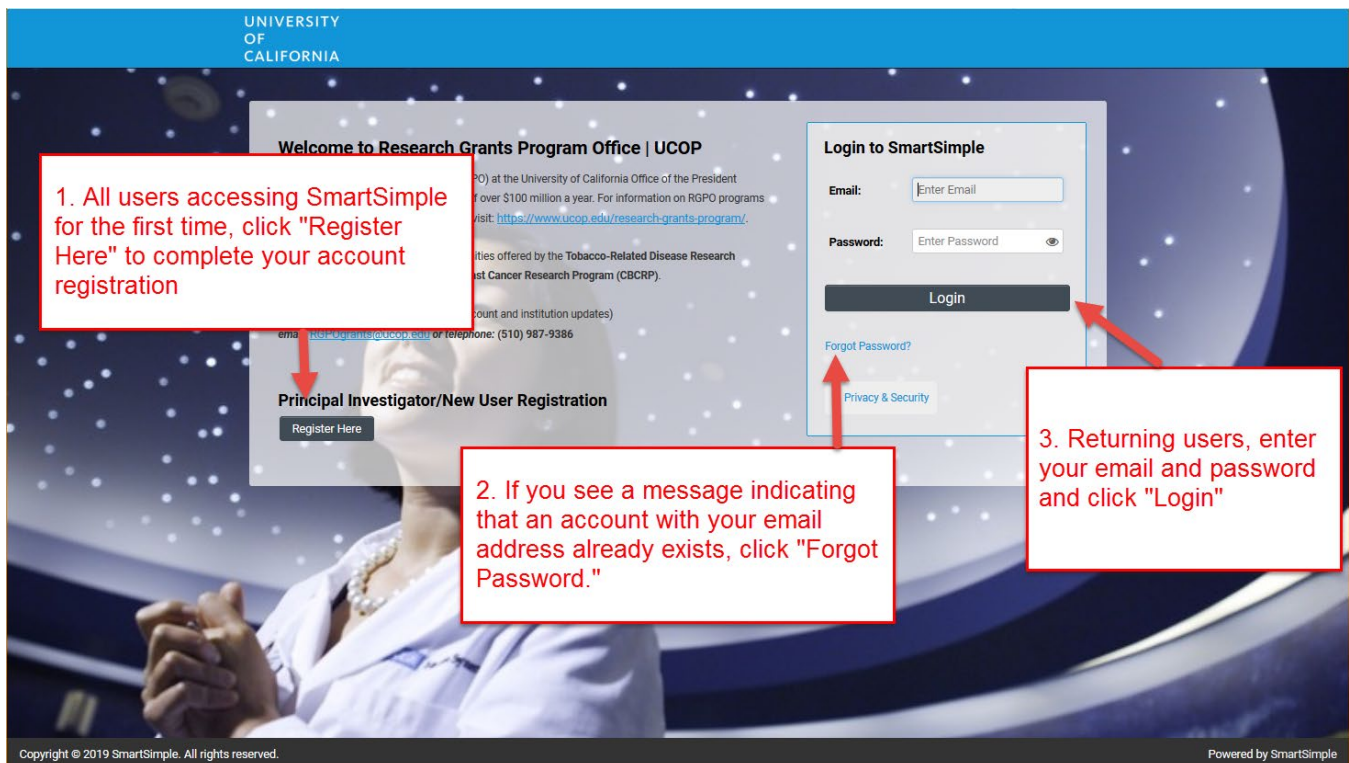 UNIVERSITY
OF
CALIFORNIA
Welcome to Research Grants Program Office | UCOP
PO) at the University of California Office of the President
f over $100 million a year. For information on RGPO programs
visit: https://www.ucop.edu/research-grants-program/.
ities offered by the Tobacco-Related Disease Research
ast Cancer Research Program (CBCRP).
count and institution updates)
RGPOgrants@ucop.edu or telephone: (510) 987-9386
Principal Investigator/New User Registration
Register Here
1. All users accessing SmartSimple
for the first time, click "Register
Here" to complete your account
registration
Login to SmartSimple
Email:
Enter Email
Password:
Enter Password
Login
Forgot Password?
Privacy & Security
2. If you see a message indicating
that an account with your email
address already exists, click "Forgot
Password."
3. Returning users, enter
your email and password
and click "Login"
Copyright © 2019 SmartSimple. All rights reserved.
Powered by SmartSimple